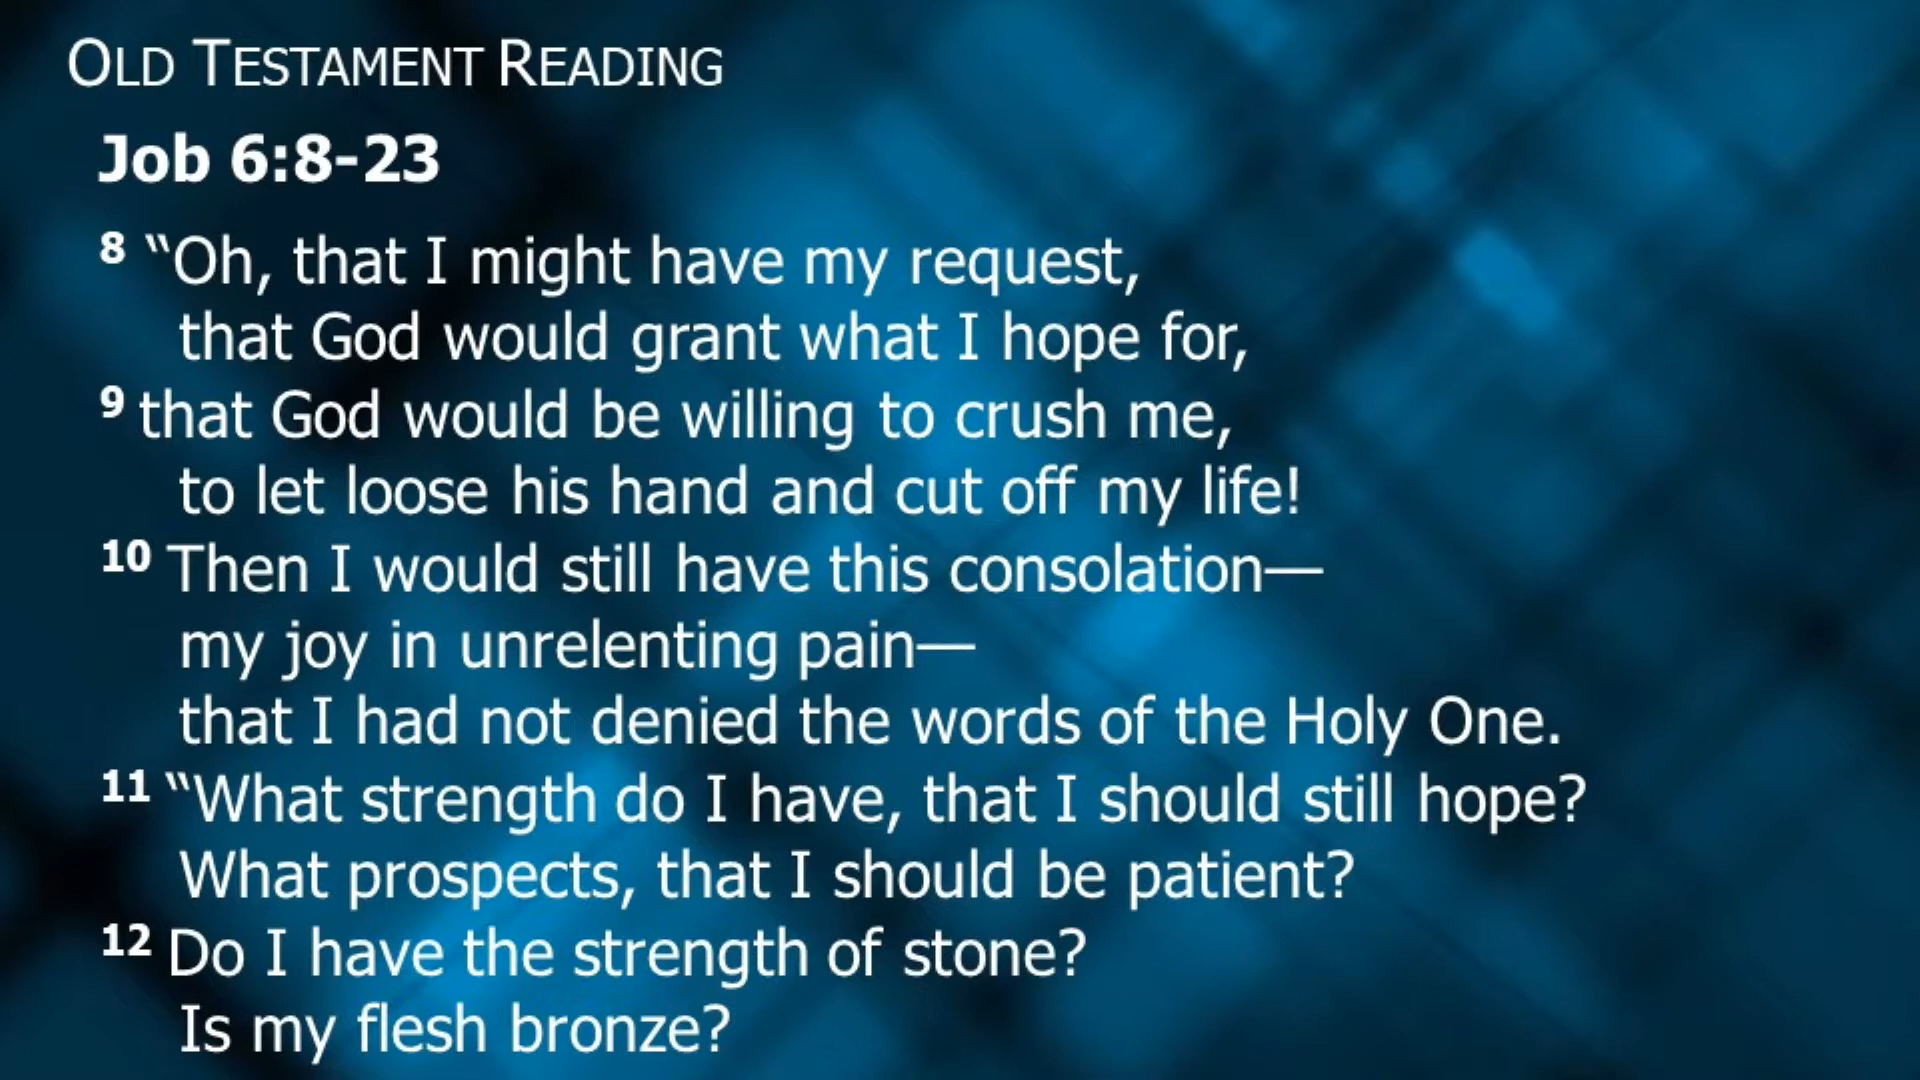 OLD TESTAMENT READING
Job 6:8-23
8 “Oh, that I might have my request,
that God would grant what I hope for,
9 that God would be willing to crush me,
to let loose his hand and cut off my life!
10 Then I would still have this consolation—
my joy in unrelenting pain—
that I had not denied the words of the Holy One.
11 “What strength do I have, that I should still hope?
What prospects, that I should be patient?
12 Do I have the strength of stone?
Is my flesh bronze?